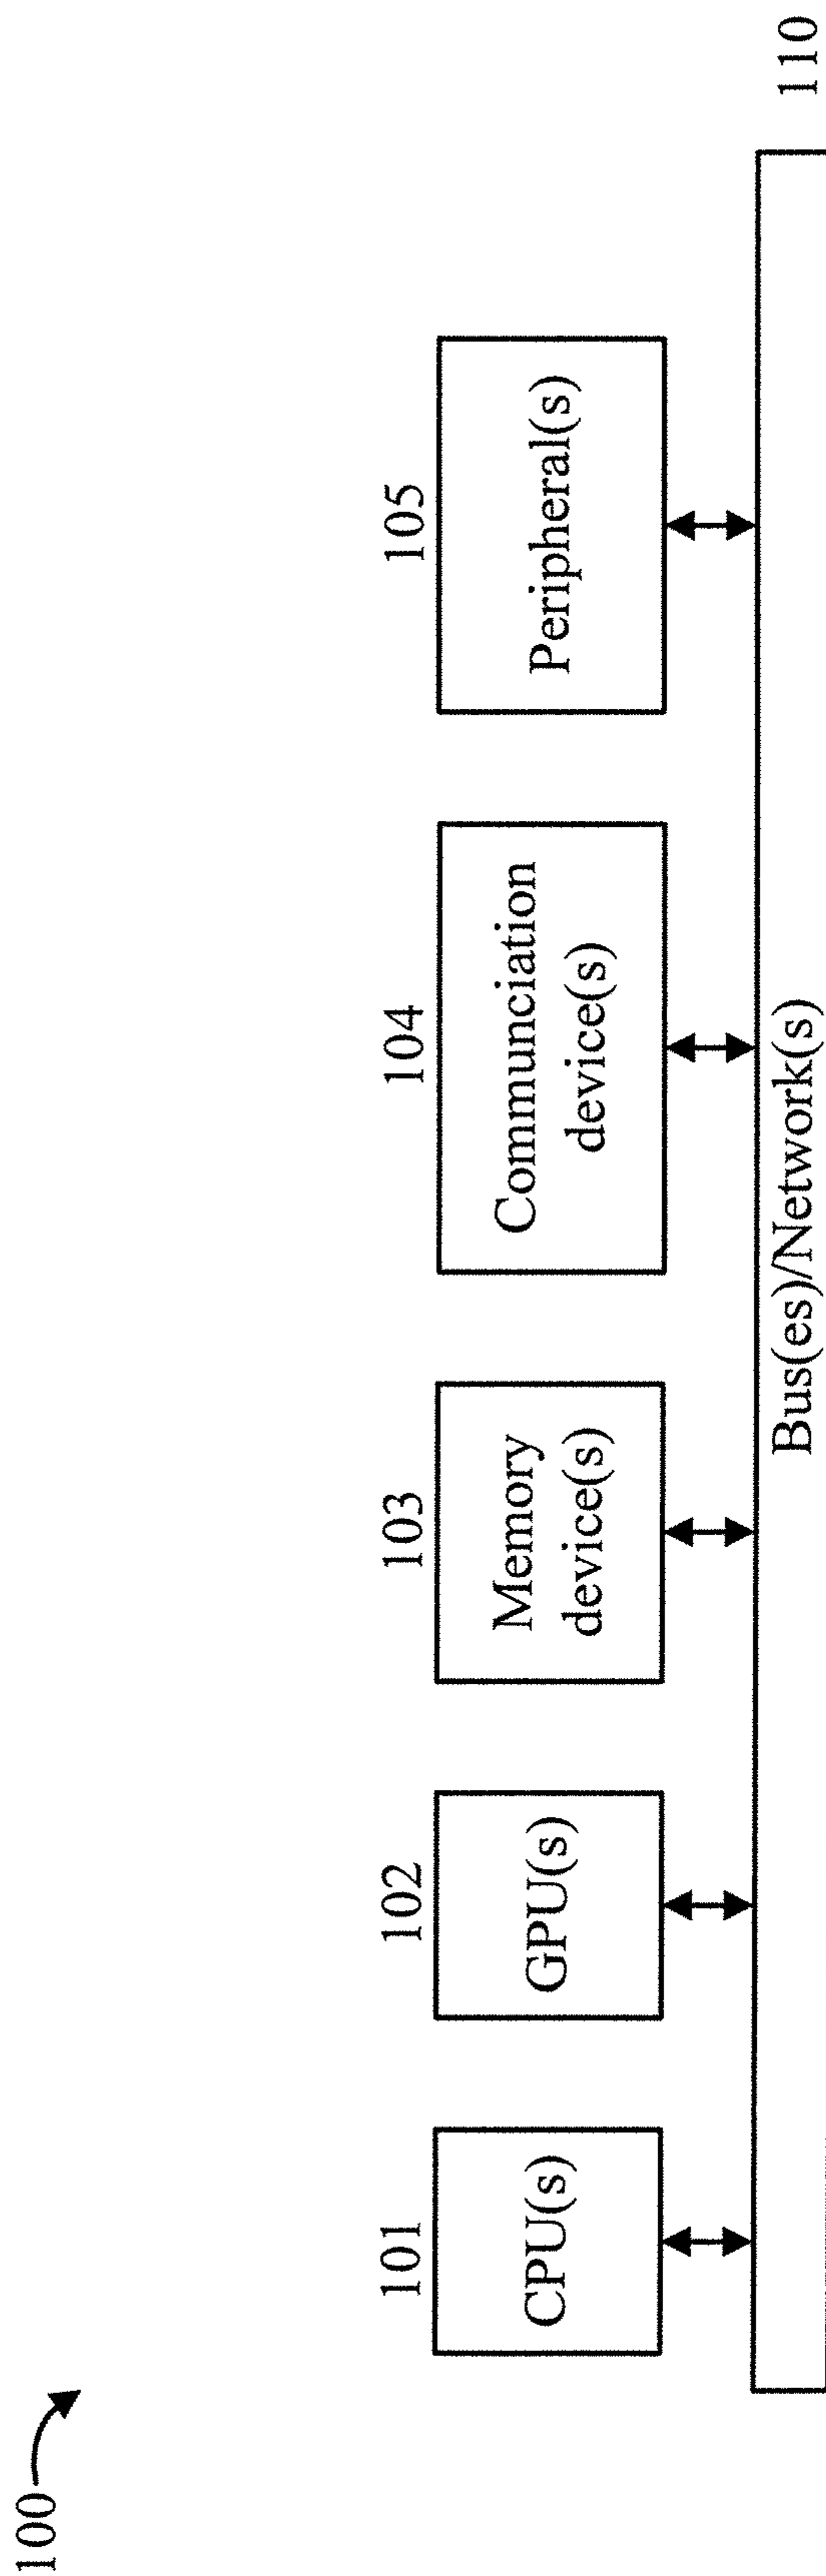 100
101
CPU(s)
102
GPU(s)
103
Memory
device(s)
104
Communciation
device(s)
105
Peripheral(s)
Bus(es)/Network(s)
110